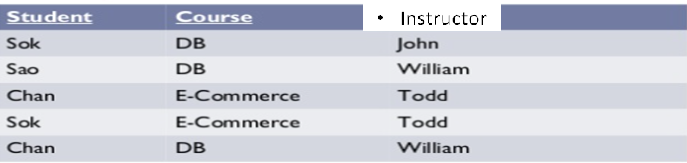 Student Course • Instructor
Sok DB John
Sao DB William
Chan E-Commerce Todd
Sok E-Commerce Todd
Chan DB William